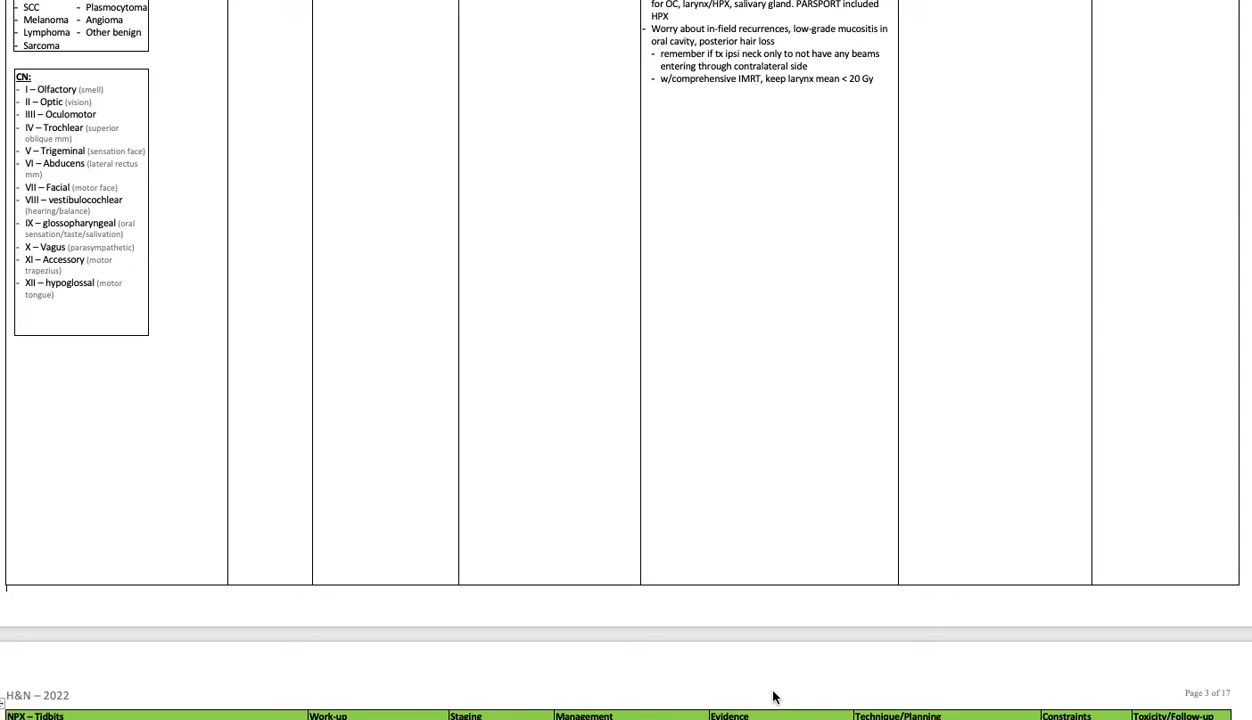 - SCC - Plasmocytoma
- Melanoma - Angioma
- Lymphoma - Other benign
- Sarcoma
CN:
- I – Olfactory (smell)
- II – Optic (vision)
- IIII – Oculomotor
- IV – Trochlear (superior
oblique mm)
- V – Trigeminal (sensation face)
- VI – Abducens (lateral rectus
mm)
- VII – Facial (motor face)
- VIII – vestibulocochlear
(hearing/balance)
- IX – glossopharyngeal (oral
sensation/taste/salivation)
- X – Vagus (parasympathetic)
- XI – Accessory (motor
trapezius)
- XII – hypoglossal (motor
tongue)
for OC, larynx/HPX, salivary gland. PARSPORT included
HPX
- Worry about in-field recurrences, low-grade mucositis in
oral cavity, posterior hair loss
- remember if tx ipsi neck only to not have any beams
entering through contralateral side
- w/comprehensive IMRT, keep larynx mean < 20 Gy
H&N – 2022
Page 3 of 17
NPX – Tidbits Work-up Staging Management Evidence Technique/Planning Constraints Toxicity/Follow-up